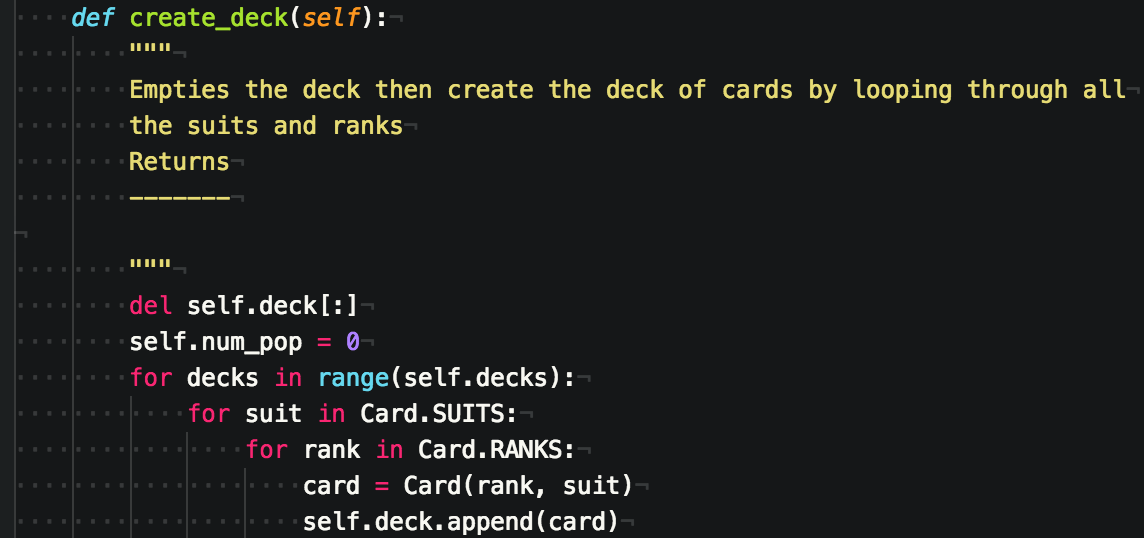 def create_deck(self):
"""
Empties the deck then create the deck of cards by looping through all
the suits and ranks
Returns
-------
"""
del self.deck[:]
self.num_pop = 0
for decks in range(self.decks):
for suit in Card.SUITS:
for rank in Card.RANKS:
card = Card(rank, suit)
self.deck.append(card)